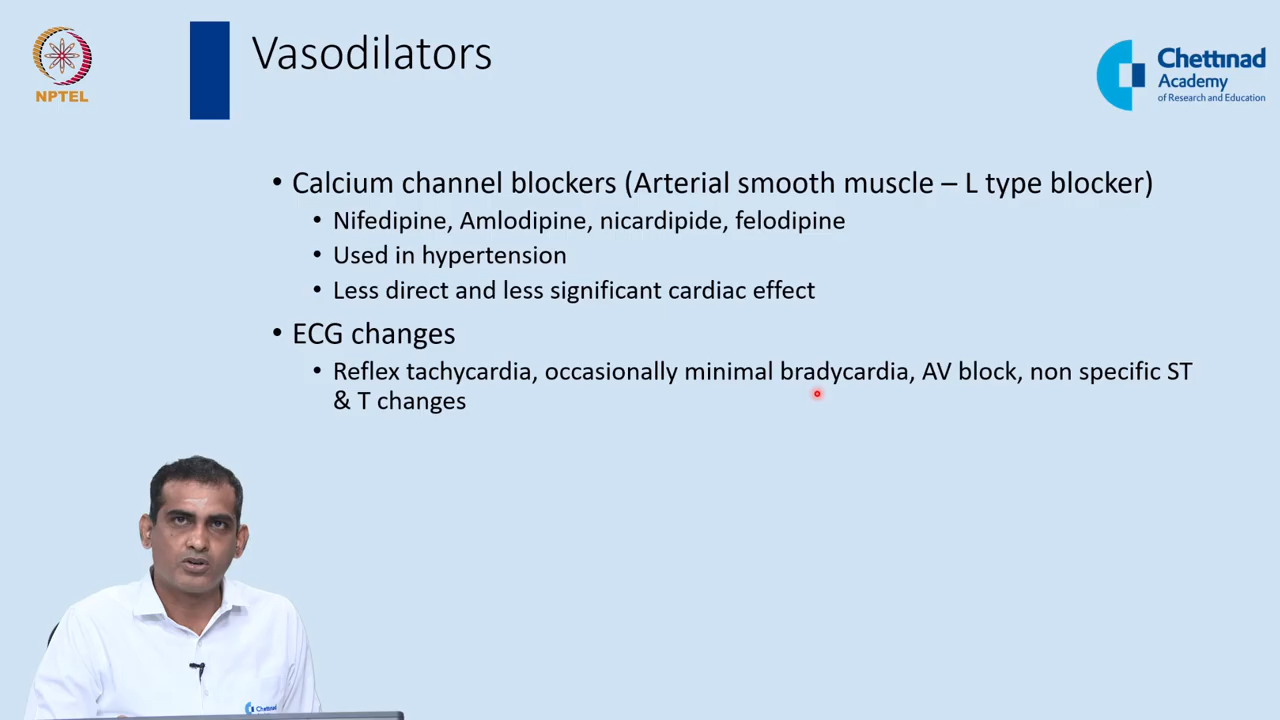 NPTEL
Vasodilators
Chettinad
Academy
of Research and Education
• Calcium channel blockers (Arterial smooth muscle – L type blocker)
• Nifedipine, Amlodipine, nicardipide, felodipine
• Used in hypertension
• Less direct and less significant cardiac effect
• ECG changes
• Reflex tachycardia, occasionally minimal bradycardia, AV block, non specific ST
& T changes
Chettinad